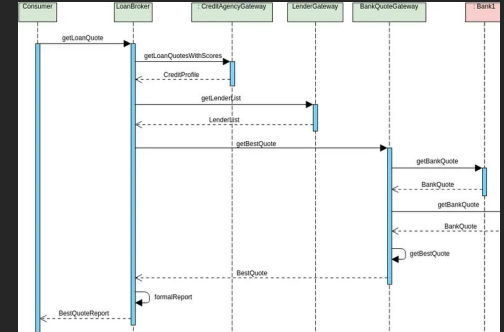 Consumer
LoanBroker
: CreditAgencyGateway
LenderGateway
BankQuoteGateway
: Bank1
getLoanQuote
getLoanQuotesWithScores
CreditProfile
getLenderList
LenderList
getBestQuote
getBankQuote
BankQuote
getBankQuote
BankQuote
getBestQuote
BestQuote
formalReport
BestQuoteReport